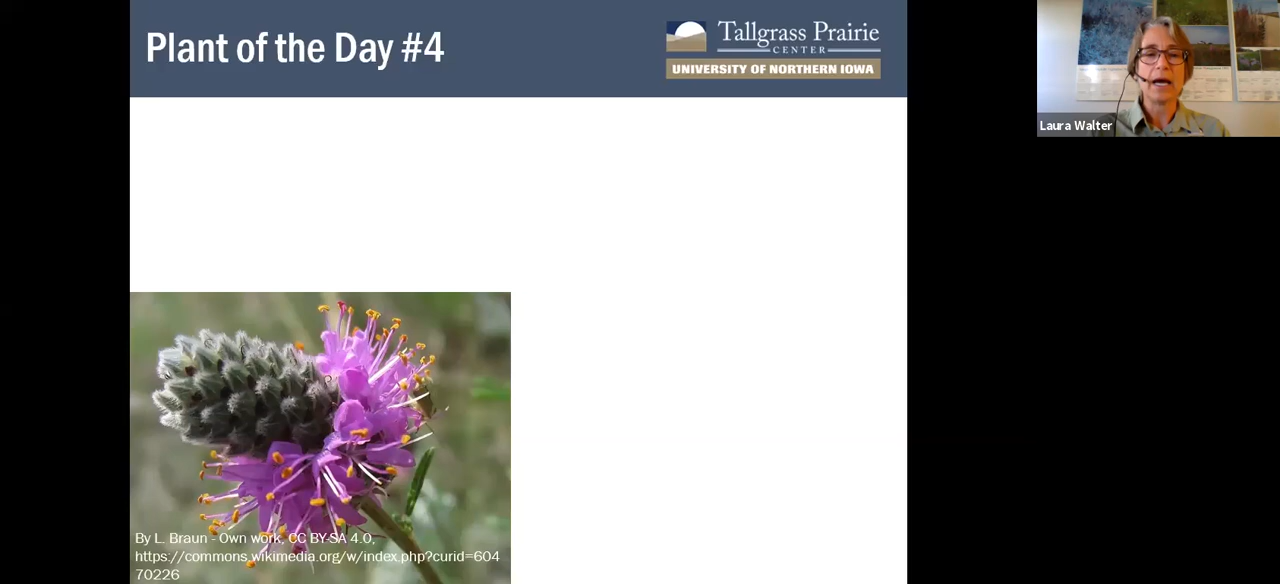 Plant of the Day #4
Tallgrass Prairie
CENTER
UNIVERSITY OF NORTHERN IOWA
Laura Walter
By L. Braun - Own work, CC BY-SA 4.0,
https://commons.wikimedia.org/w/index.php?curid=604
70226